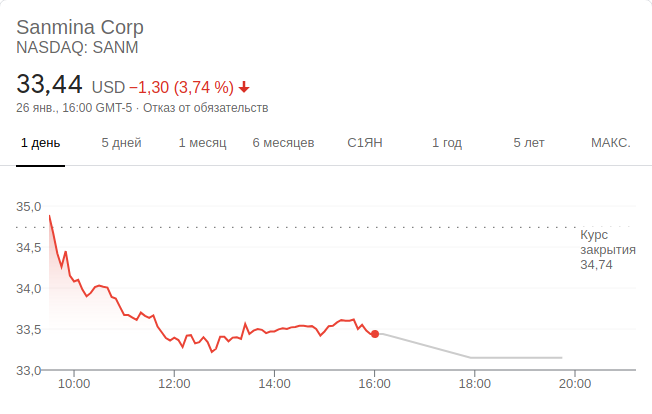 Sanmina Corp
NASDAQ: SANM
33,44 USD −1,30 (3,74 %)
26 янв., 16:00 GMT-5 · Отказ от обязательств
1 день 5 дней 1 месяц 6 месяцев С1ЯН 1 год 5 лет МАКС.
35,0
Курс
закрытия
34,74
34,5
34,0
33,5
33,0
10:00 12:00 14:00 16:00 18:00 20:00